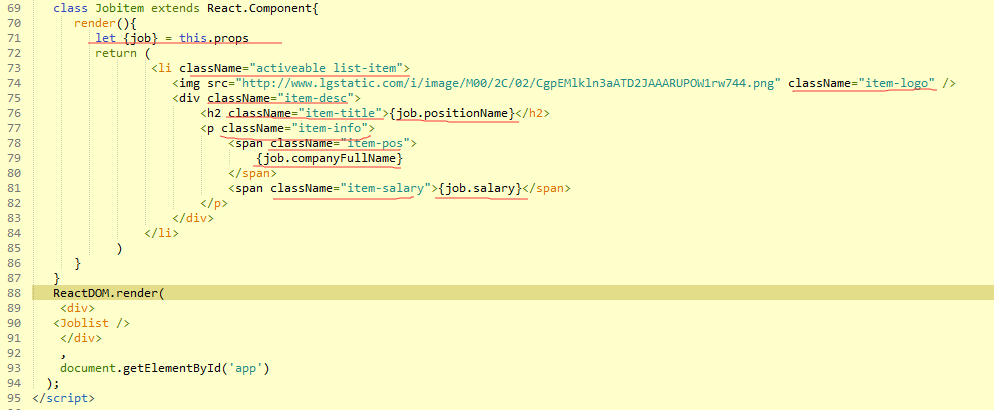 69 class Jobitem extends React.Component{
70 render(){
71 let {job} = this.props
72 return (
73 <li className="activeable list-item">
74 <img src="http://www.lgstatic.com/i/image/M00/2C/02/CgpEMlkln3aATD2JAAARUPOW1rw744.png" className="item-logo" />
75 <div className="item-desc">
76 <h2 className="item-title">{job.positionName}</h2>
77 <p className="item-info">
78 <span className="item-pos">
79 {job.companyFullName}
80 </span>
81 <span className="item-salary">{job.salary}</span>
82 </p>
83 </div>
84 </li>
85 )
86 }
87 }
88 ReactDOM.render(
89 <div>
90 <Joblist />
91 </div>
92 ,
93 document.getElementById('app')
94 );
95 </script>